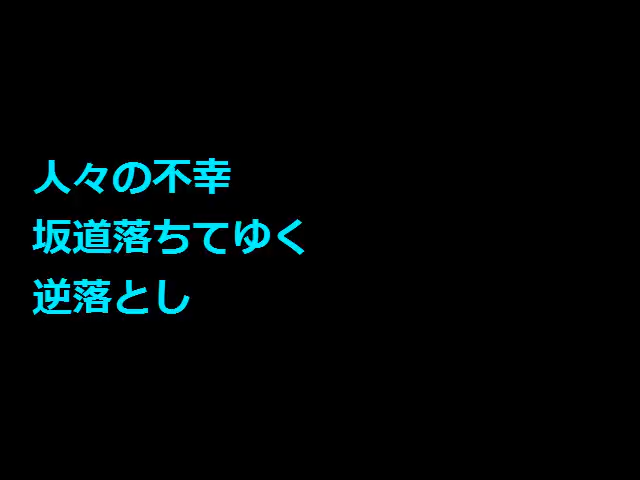 人々の不幸
坂道落ちてゆく
逆落とし